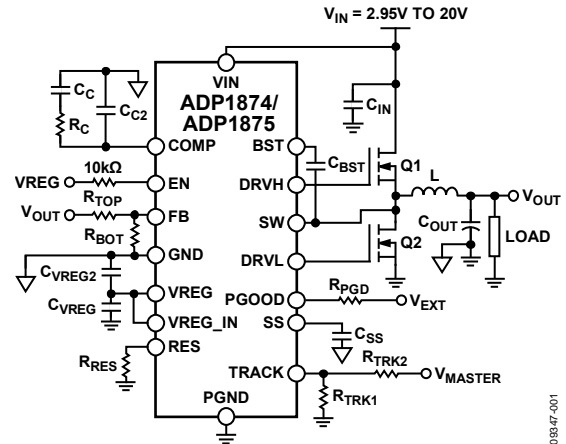 VIN = 2.95V TO 20V
VIN
ADP1874/
ADP1875
CC
CC2
RC
CIN
COMP
BST
CBST
Q1
10kΩ
VREG
EN
DRVH
L
VOUT
RTOP
VOUT
FB
SW
COUT
LOAD
RBOT
Q2
GND
DRVL
CVREG2
RPGD
VREG
PGOOD
VEXT
CVREG
VREG_IN
SS
CSS
RES
RRES
TRACK
RTRK2
VMASTER
RTRK1
PGND
09347-001